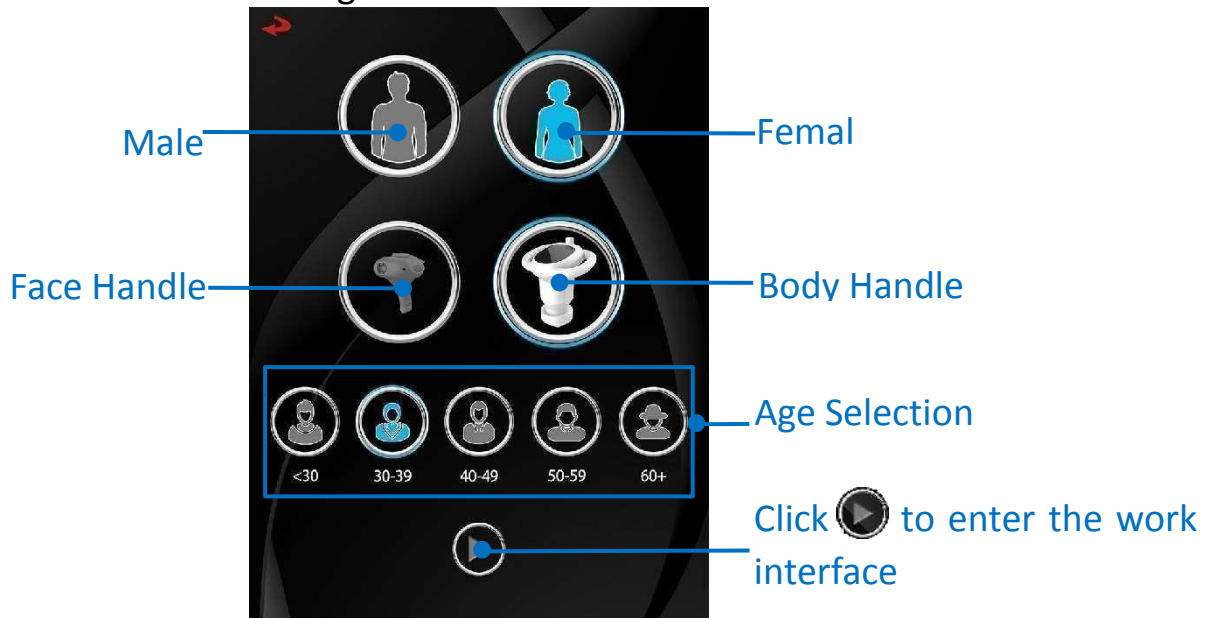 Male
Femal
Face Handle
Body Handle
Age Selection
<30 30-39 40-49 50-59 60+
Click to enter the work
interface